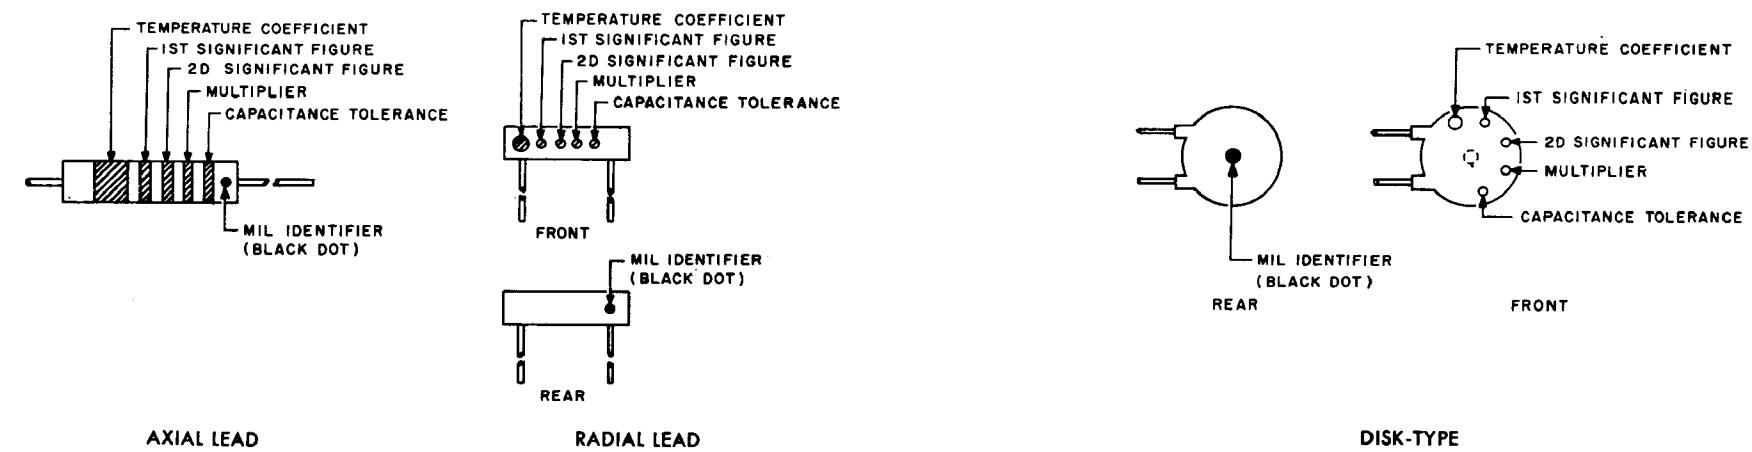 TEMPERATURE COEFFICIENT
1ST SIGNIFICANT FIGURE
2D SIGNIFICANT FIGURE
MULTIPLIER
CAPACITANCE TOLERANCE
MIL IDENTIFIER
(BLACK DOT)
AXIAL LEAD
TEMPERATURE COEFFICIENT
1ST SIGNIFICANT FIGURE
2D SIGNIFICANT FIGURE
MULTIPLIER
CAPACITANCE TOLERANCE
FRONT
MIL IDENTIFIER
(BLACK DOT)
REAR
RADIAL LEAD
MIL IDENTIFIER
(BLACK DOT)
REAR
TEMPERATURE COEFFICIENT
1ST SIGNIFICANT FIGURE
2D SIGNIFICANT FIGURE
MULTIPLIER
CAPACITANCE TOLERANCE
FRONT
DISK-TYPE